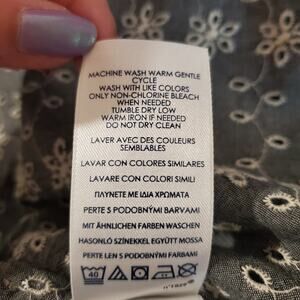 MACHINE WASH WARM GENTLE
CYCLE
WASH WITH LIKE COLORS
ONLY NON-CHLORINE BLEACH
WHEN NEEDED
TUMBLE DRY LOW
WARM IRON IF NEEDED
DO NOT DRY CLEAN
LAVER AVEC DES COULEURS
SEMBLABLES
LAVAR CON COLORES SIMILARES
LAVARE CON COLORI SIMILI
ΠΛΥΝΕΤΕ ΜΕ ΙΔΙΑ ΧΡΩΜΑΤΑ
PERTE S PODOBNÝMI BARVAMI
MIT ÄHNLICHEN FARBEN WASCHEN
HASONLÓ SZÍNEKKEL EGYÜTT MOSSA
PERTE LEN S PODOBNÝMI FARBAMI
40